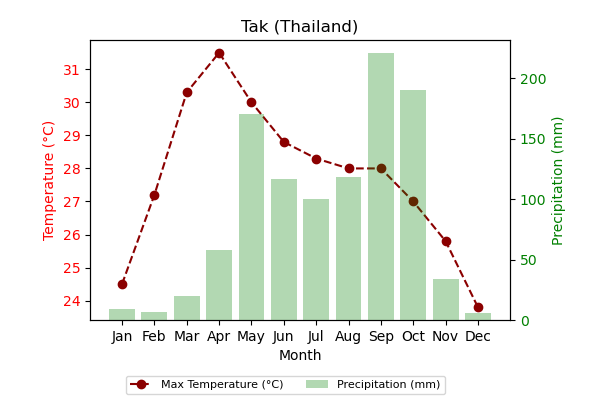 Tak (Thailand)
31
30
29
28
27
26
25
24
Temperature (°C)
200
150
100
50
0
Precipitation (mm)
Jan Feb Mar Apr May Jun Jul Aug Sep Oct Nov Dec
Month
Max Temperature (°C) Precipitation (mm)